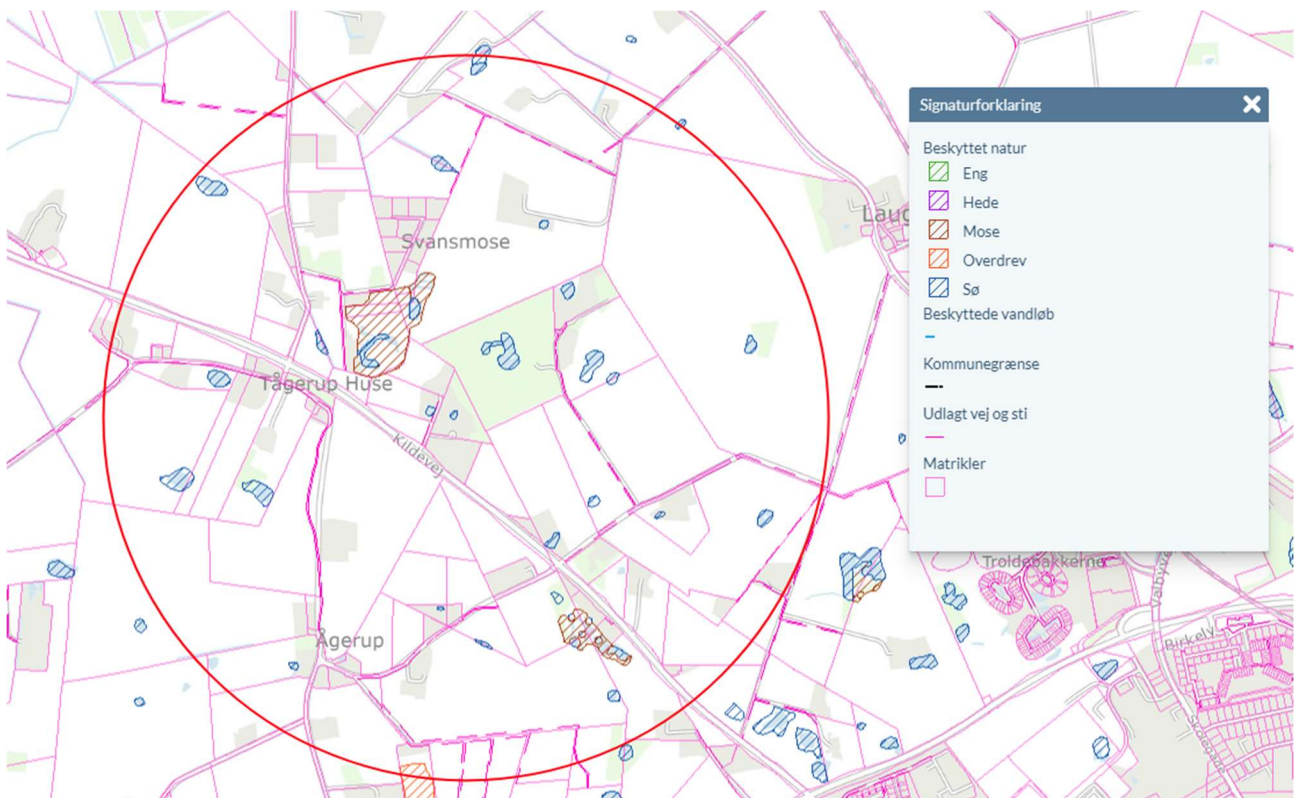 Signaturforklaring
Beskyttet natur
Eng
Hede
Mose
Overdrev
Sø
Beskyttede vandløb
Kommunegrænse
Udlagt vej og sti
Matrikler
Laug
Svansmose
Tågerup Huse
Kildevej
Ågerup
Troldebakkerne
Birkely